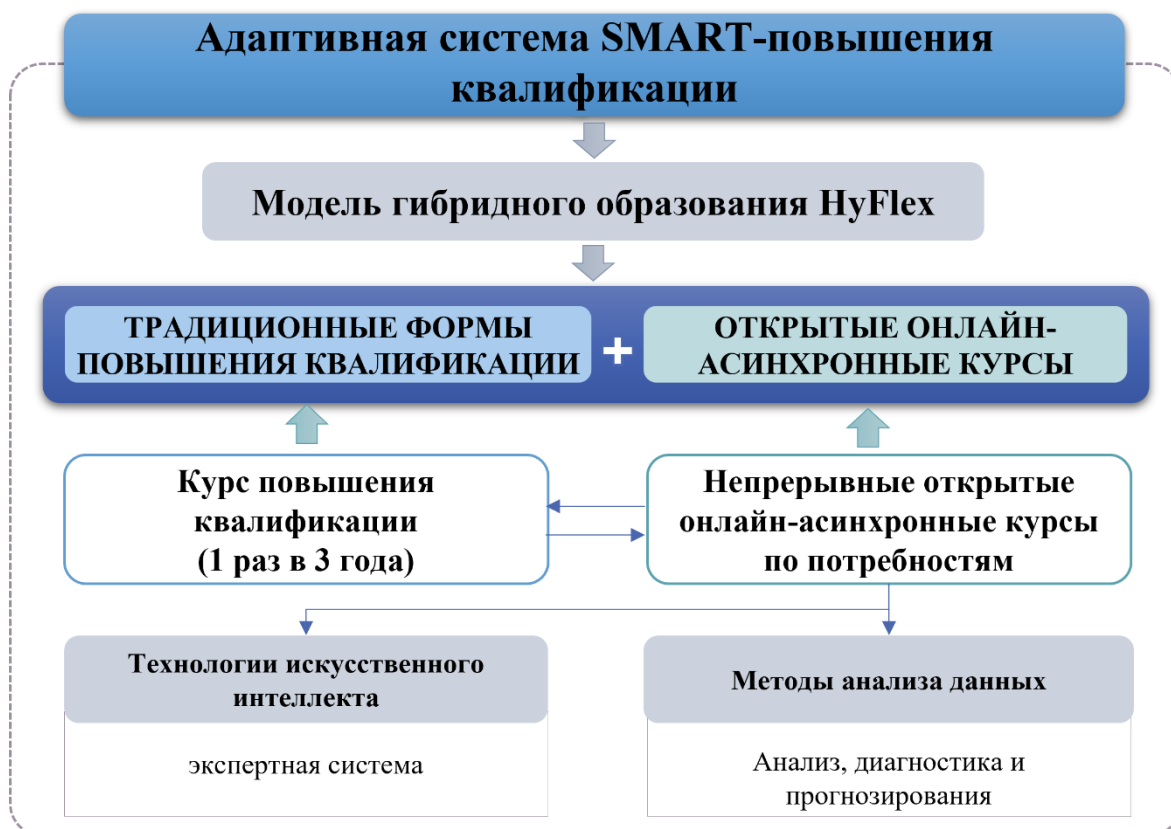 Адаптивная система SMART-повышения
квалификации
Модель гибридного образования HyFlex
ТРАДИЦИОННЫЕ ФОРМЫ
ПОВЫШЕНИЯ КВАЛИФИКАЦИИ
+
ОТКРЫТЫЕ ОНЛАЙН-
АСИНХРОННЫЕ КУРСЫ
Курс повышения
квалификации
(1 раз в 3 года)
Непрерывные открытые
онлайн-асинхронные курсы
по потребностям
Технологии искусственного
интеллекта
экспертная система
Методы анализа данных
Анализ, диагностика и
прогнозирования